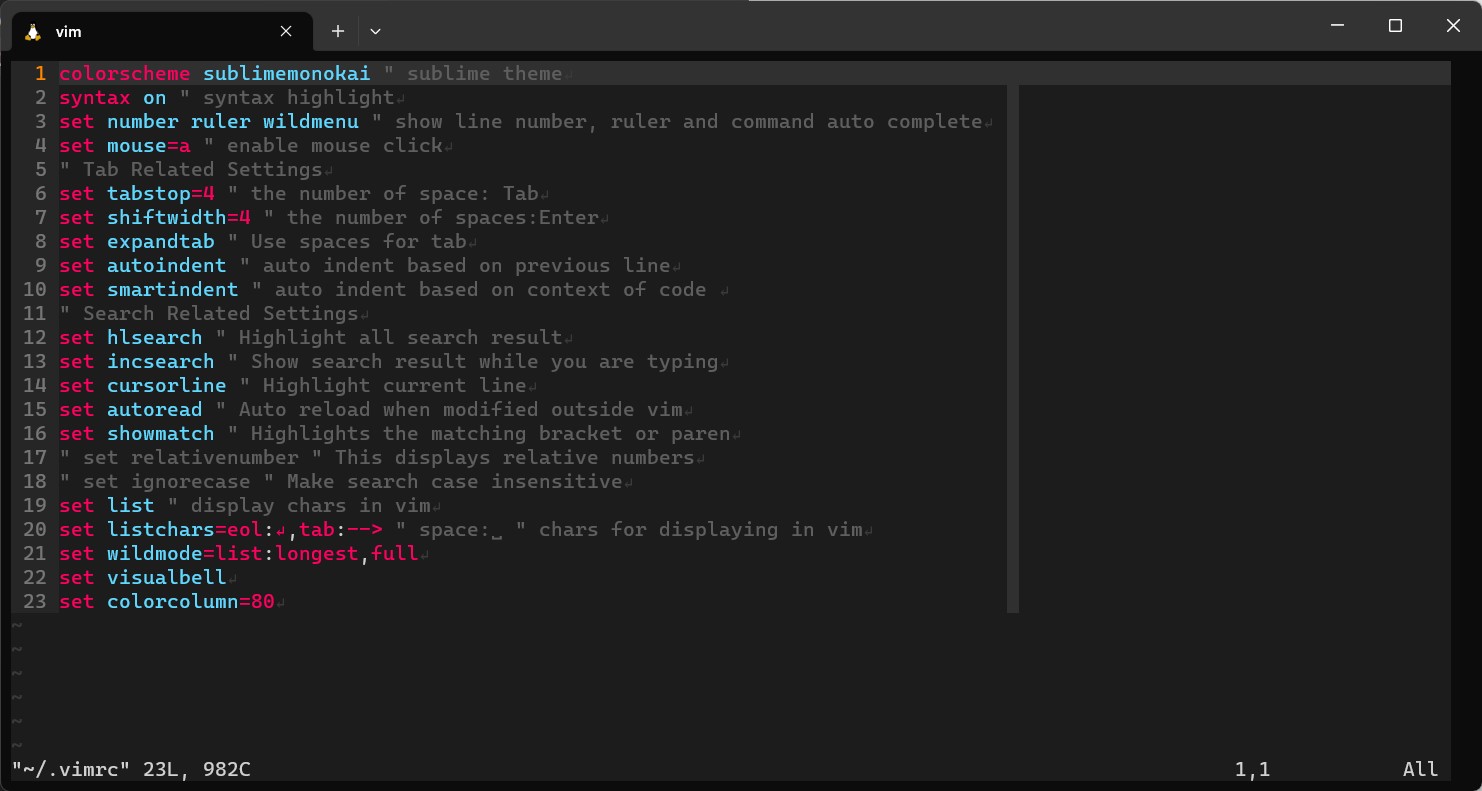 vim
1 colorscheme sublimemonokai " sublime theme↲
2 syntax on " syntax highlight↲
3 set number ruler wildmenu " show line number, ruler and command auto complete↲
4 set mouse=a " enable mouse click↲
5 " Tab Related Settings↲
6 set tabstop=4 " the number of space: Tab↲
7 set shiftwidth=4 " the number of spaces:Enter↲
8 set expandtab " Use spaces for tab↲
9 set autoindent " auto indent based on previous line↲
10 set smartindent " auto indent based on context of code ↲
11 " Search Related Settings↲
12 set hlsearch " Highlight all search result↲
13 set incsearch " Show search result while you are typing↲
14 set cursorline " Highlight current line↲
15 set autoread " Auto reload when modified outside vim↲
16 set showmatch " Highlights the matching bracket or paren↲
17 " set relativenumber " This displays relative numbers↲
18 " set ignorecase " Make search case insensitive↲
19 set list " display chars in vim↲
20 set listchars=eol:↲,tab:--> " space:␣ " chars for displaying in vim↲
21 set wildmode=list:longest,full↲
22 set visualbell↲
23 set colorcolumn=80↲
~
~
~
~
~
~
"~/.vimrc" 23L, 982C 1,1 All